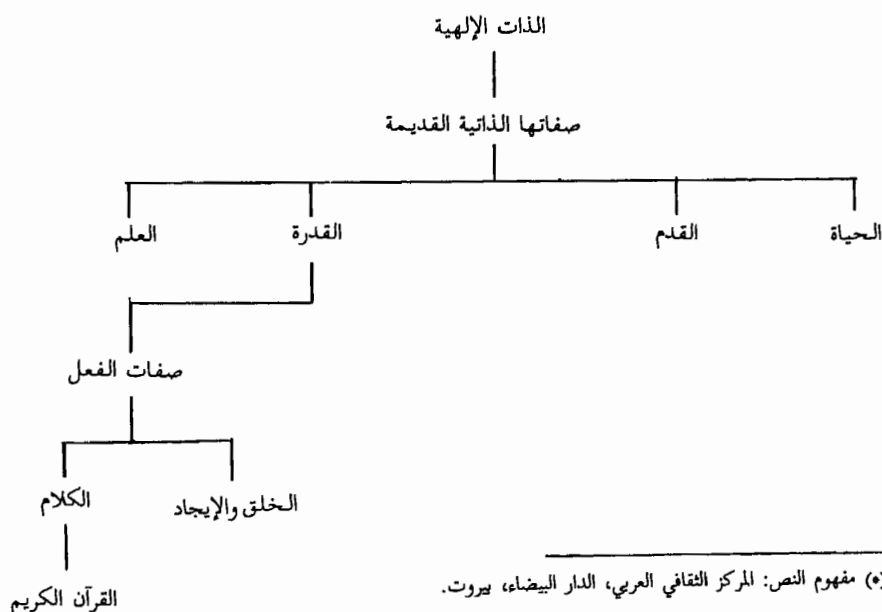 الذات الإلهية
صفاتها الذاتية القديمة
الحياة القدم القدرة العلم
صفات الفعل
الخلق والإيجاد الكلام
القرآن الكريم
(*) مفهوم النص: المركز الثقافي العربي، الدار البيضاء، بيروت.